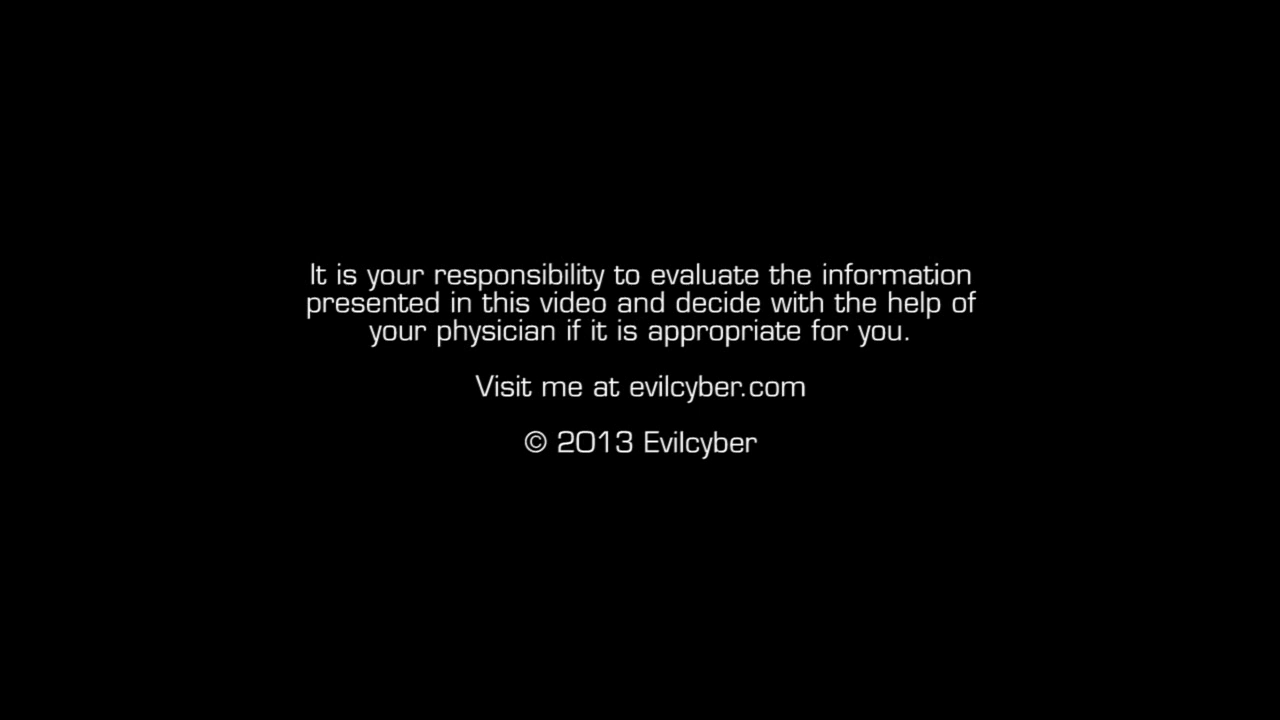 It is your responsibility to evaluate the information
presented in this video and decide with the help of
your physician if it is appropriate for you.
Visit me at evilcyber.com
© 2013 Evilcyber